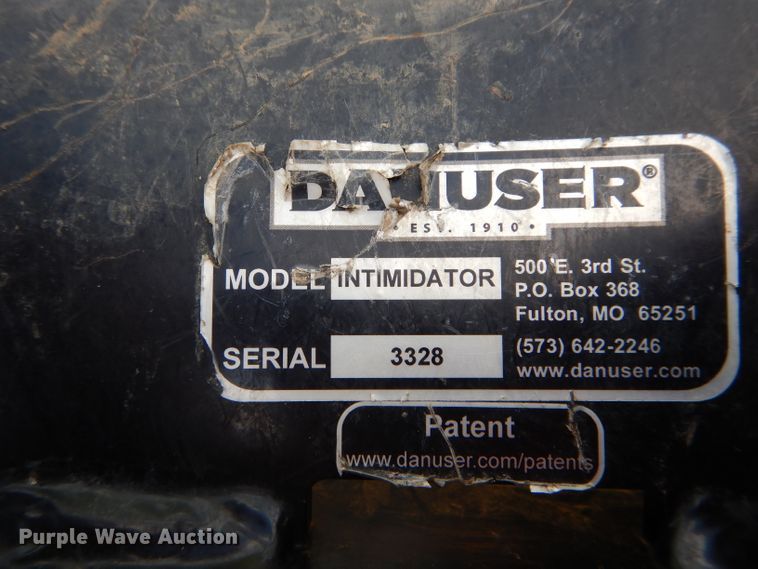 DANUSER®
• EST. 1910 •
MODEL INTIMIDATOR
500 E. 3rd St.
P.O. Box 368
Fulton, MO 65251
SERIAL 3328
(573) 642-2246
www.danuser.com
Patent
www.danuser.com/patents
Purple Wave Auction